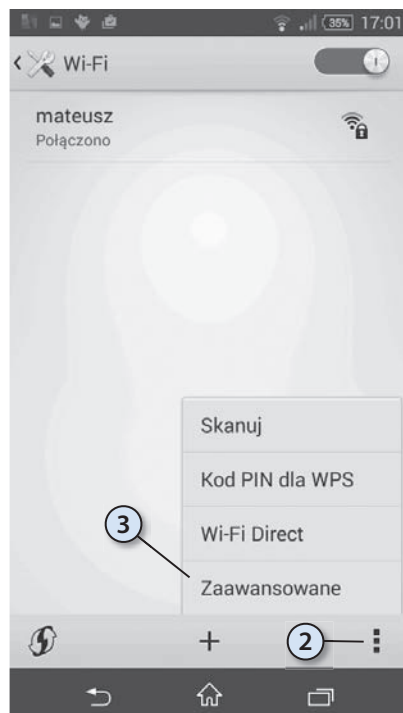 35% 17:01
Wi-Fi
mateusz
Połączono
Skanuj
Kod PIN dla WPS
Wi-Fi Direct
3
Zaawansowane
2